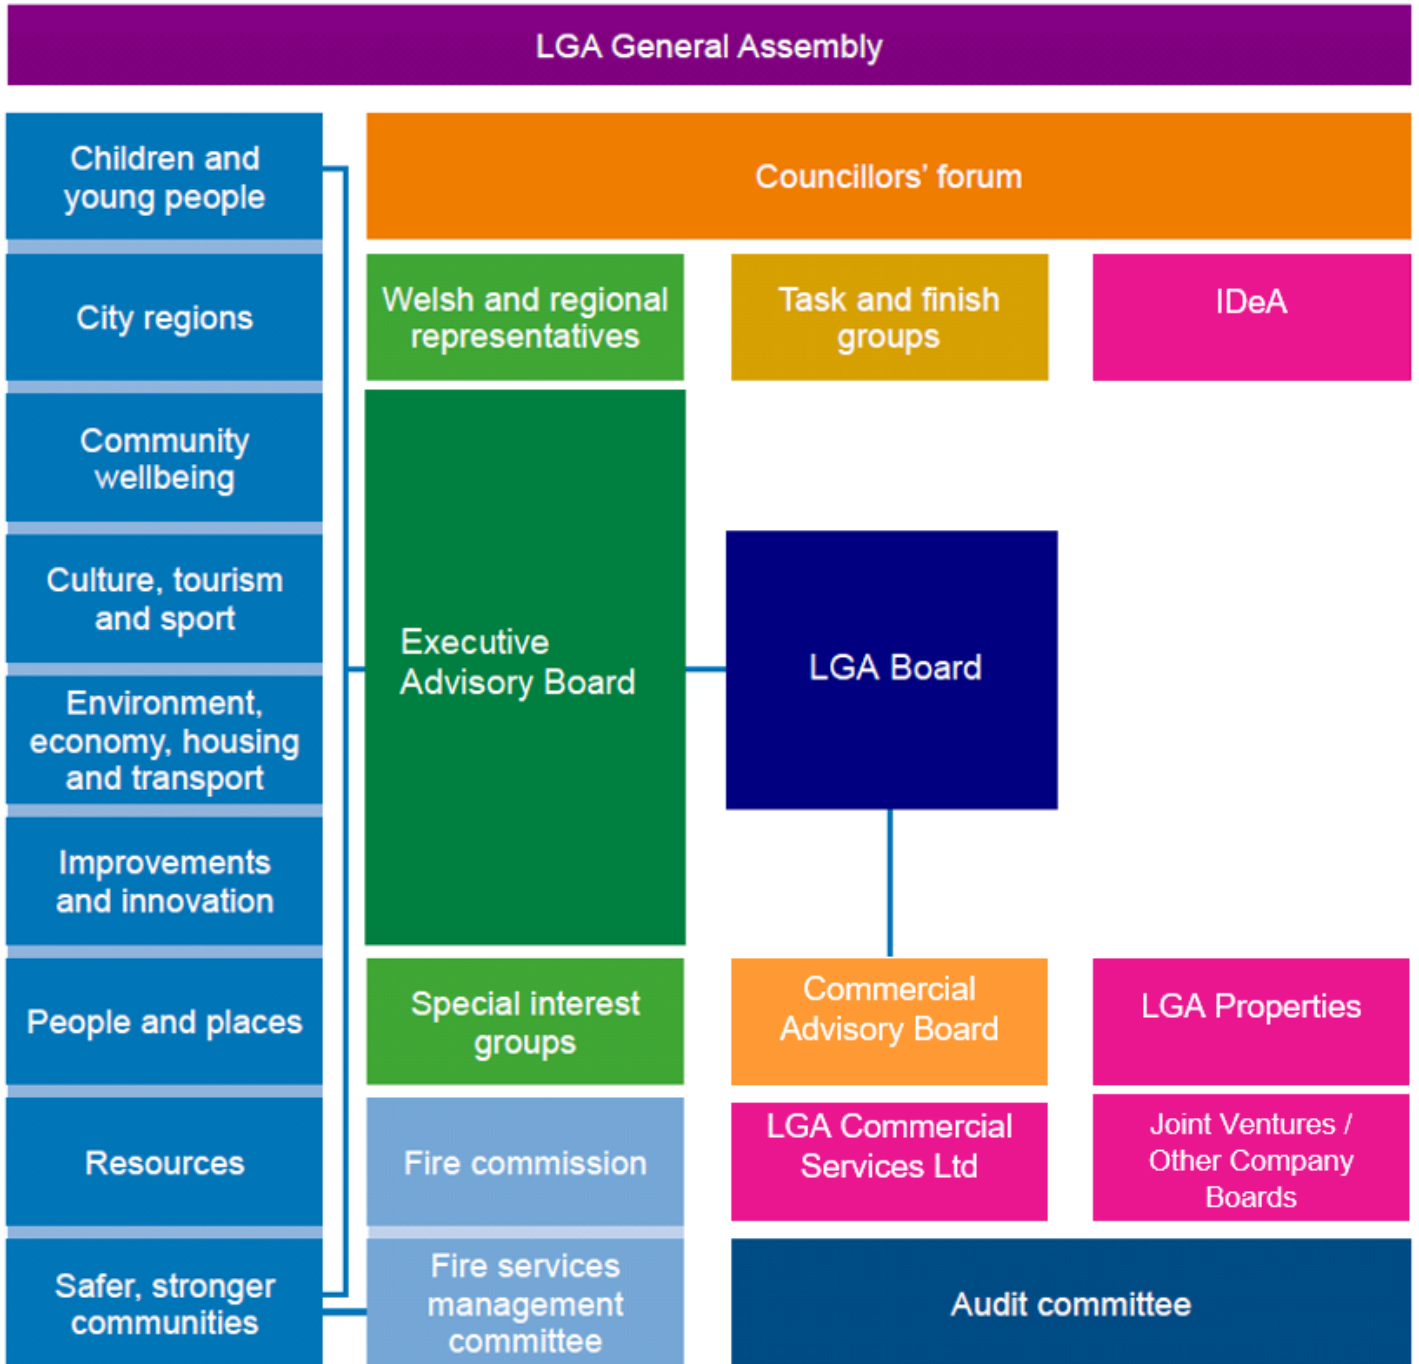 LGA General Assembly
Children and
young people
Councillors’ forum
City regions
Welsh and regional
representatives
Task and finish
groups
IDeA
Community
wellbeing
Culture, tourism
and sport
Executive
Advisory Board
LGA Board
Environment,
economy, housing
and transport
Improvements
and innovation
People and places
Special interest
groups
Commercial
Advisory Board
LGA Properties
Resources
Fire commission
LGA Commercial
Services Ltd
Joint Ventures /
Other Company
Boards
Safer, stronger
communities
Fire services
management
committee
Audit committee